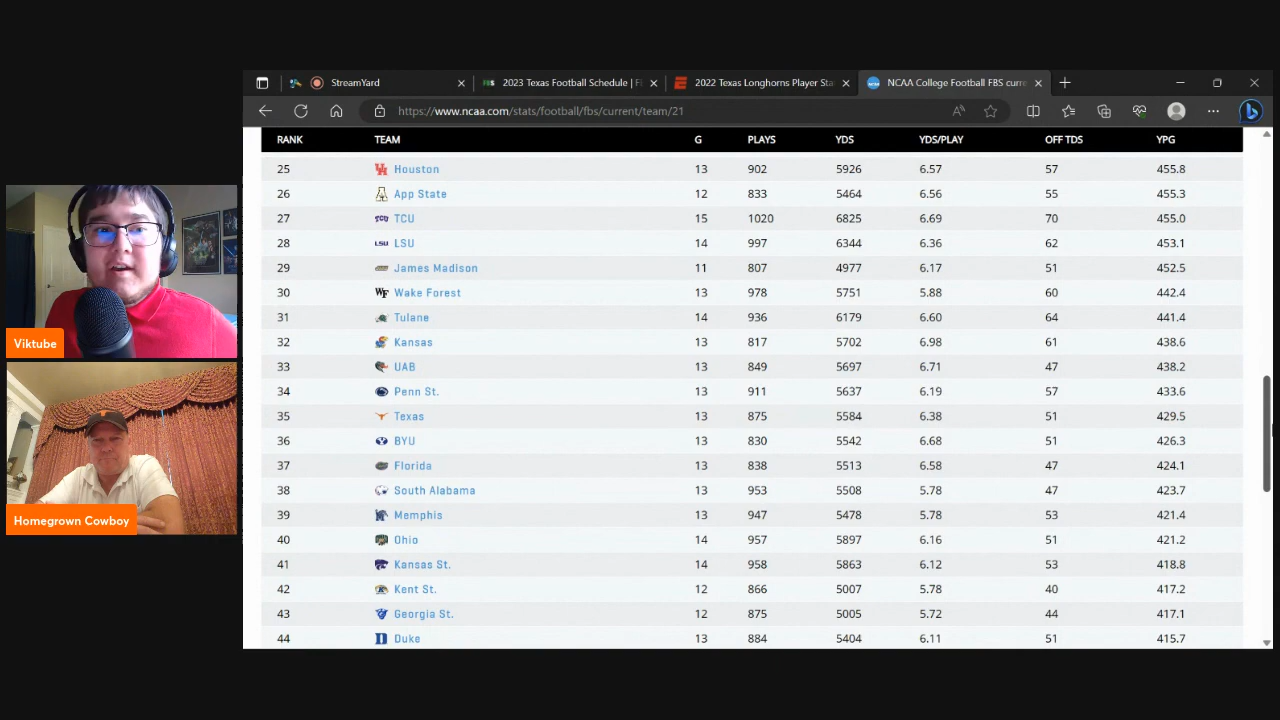 StreamYard
2023 Texas Football Schedule | F
2022 Texas Longhorns Player Sta
NCAA College Football FBS curre
https://www.ncaa.com/stats/football/fbs/current/team/21
RANK TEAM G PLAYS YDS YDS/PLAY OFF TDS YPG
25 Houston 13 902 5926 6.57 57 455.8
26 App State 12 833 5464 6.56 55 455.3
27 TCU 15 1020 6825 6.69 70 455.0
28 LSU 14 997 6344 6.36 62 453.1
29 James Madison 11 807 4977 6.17 51 452.5
30 Wake Forest 13 978 5751 5.88 60 442.4
31 Tulane 14 936 6179 6.60 64 441.4
32 Kansas 13 817 5702 6.98 61 438.6
33 UAB 13 849 5697 6.71 47 438.2
34 Penn St. 13 911 5637 6.19 57 433.6
35 Texas 13 875 5584 6.38 51 429.5
36 BYU 13 830 5542 6.68 51 426.3
37 Florida 13 838 5513 6.58 47 424.1
38 South Alabama 13 953 5508 5.78 47 423.7
39 Memphis 13 947 5478 5.78 53 421.4
40 Ohio 14 957 5897 6.16 51 421.2
41 Kansas St. 14 958 5863 6.12 53 418.8
42 Kent St. 12 866 5007 5.78 40 417.2
43 Georgia St. 12 875 5005 5.72 44 417.1
44 Duke 13 884 5404 6.11 51 415.7
Viktube
Homegrown Cowboy